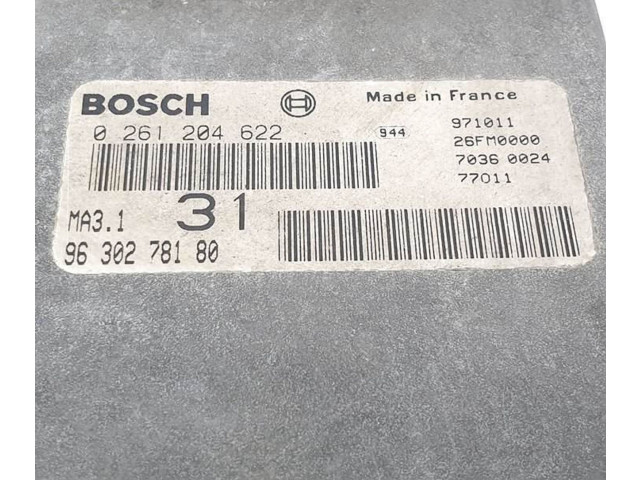 BOSCH Made in France
0 261 204 622 944 971011
26FM0000
7036 0024
77011
MA3.1 31
96 302 781 80